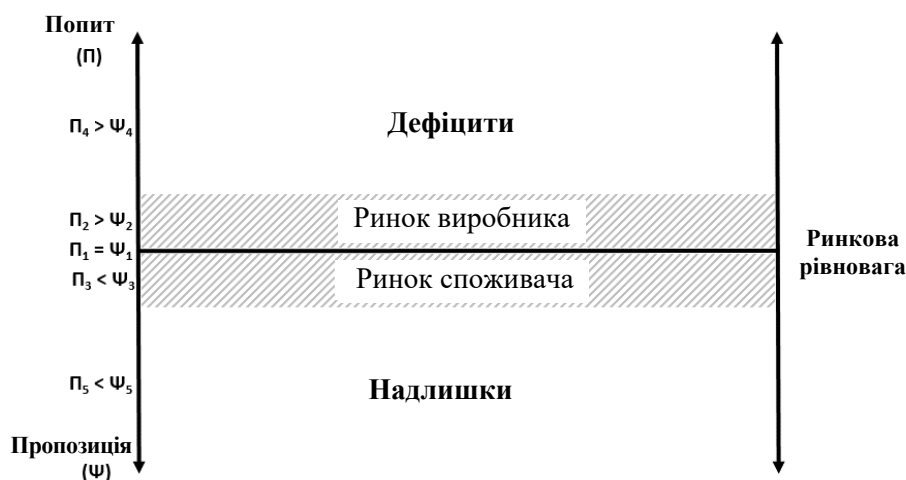 Попит
(П)
П₄ > Ψ₄
Дефіцити
П₂ > Ψ₂
Ринок виробника
П₁ = Ψ₁
П₃ < Ψ₃
Ринок споживача
Ринкова
рівновага
П₅ < Ψ₅
Надлишки
Пропозиція
(Ψ)